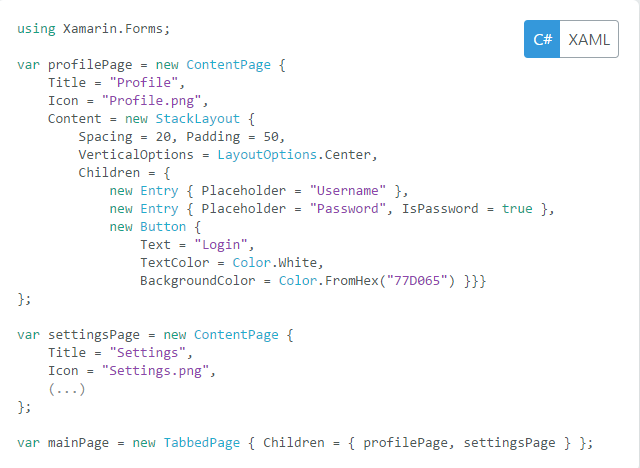 using Xamarin.Forms;
C# XAML
var profilePage = new ContentPage {
    Title = "Profile",
    Icon = "Profile.png",
    Content = new StackLayout {
        Spacing = 20, Padding = 50,
        VerticalOptions = LayoutOptions.Center,
        Children = {
            new Entry { Placeholder = "Username" },
            new Entry { Placeholder = "Password", IsPassword = true },
            new Button {
                Text = "Login",
                TextColor = Color.White,
                BackgroundColor = Color.FromHex("77D065") }}}
};
var settingsPage = new ContentPage {
    Title = "Settings",
    Icon = "Settings.png",
    (...)
};
var mainPage = new TabbedPage { Children = { profilePage, settingsPage } };